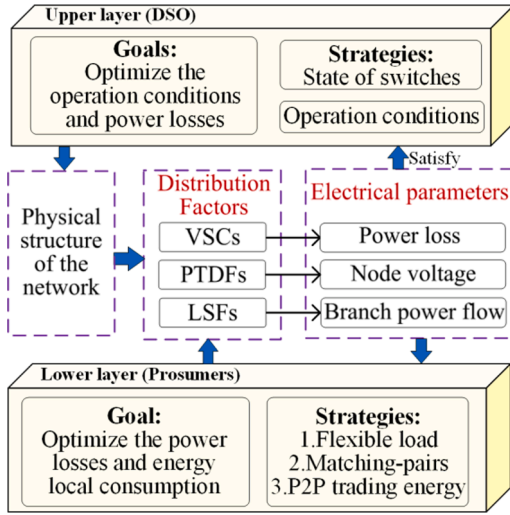 Upper layer (DSO)
Goals:
Optimize the
operation conditions
and power losses
Strategies:
State of switches
Operation conditions
Satisfy
Physical
structure
of the
network
Distribution
Factors
VSCs
PTDFs
LSFs
Electrical parameters
Power loss
Node voltage
Branch power flow
Lower layer (Prosumers)
Goal:
Optimize the power
losses and energy
local consumption
Strategies:
1.Flexible load
2.Matching-pairs
3.P2P trading energy